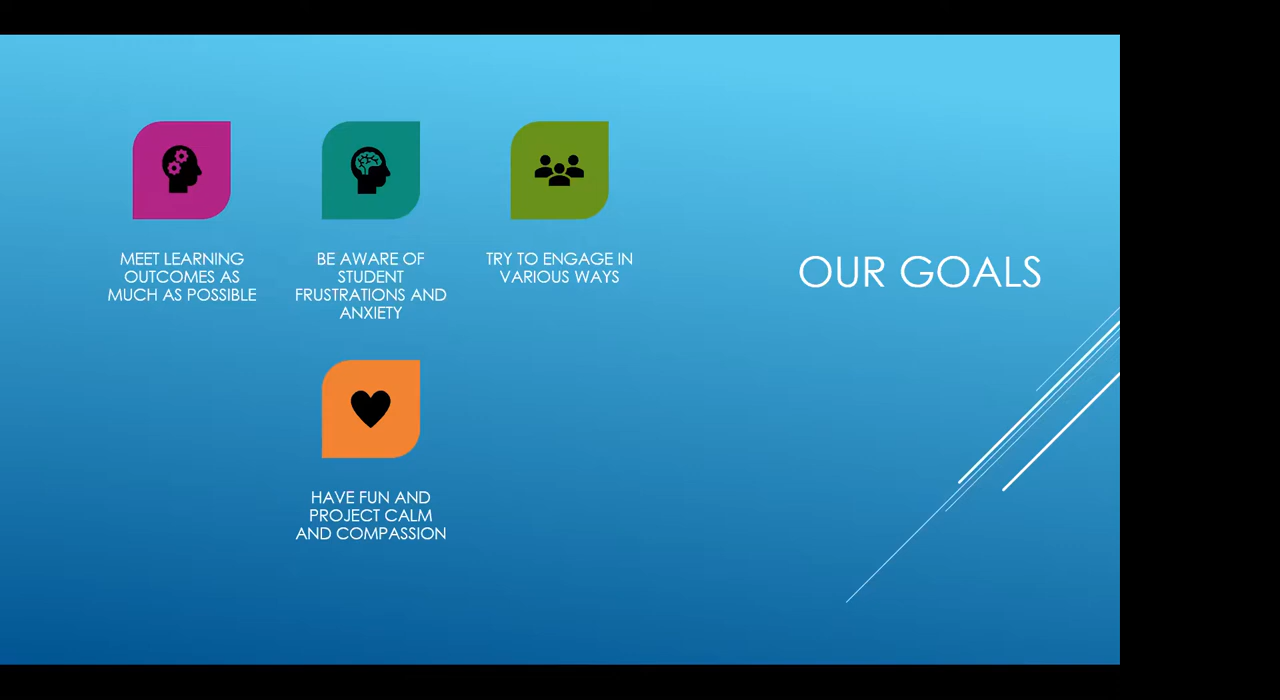 MEET LEARNING
OUTCOMES AS
MUCH AS POSSIBLE
BE AWARE OF
STUDENT
FRUSTRATIONS AND
ANXIETY
TRY TO ENGAGE IN
VARIOUS WAYS
HAVE FUN AND
PROJECT CALM
AND COMPASSION
OUR GOALS